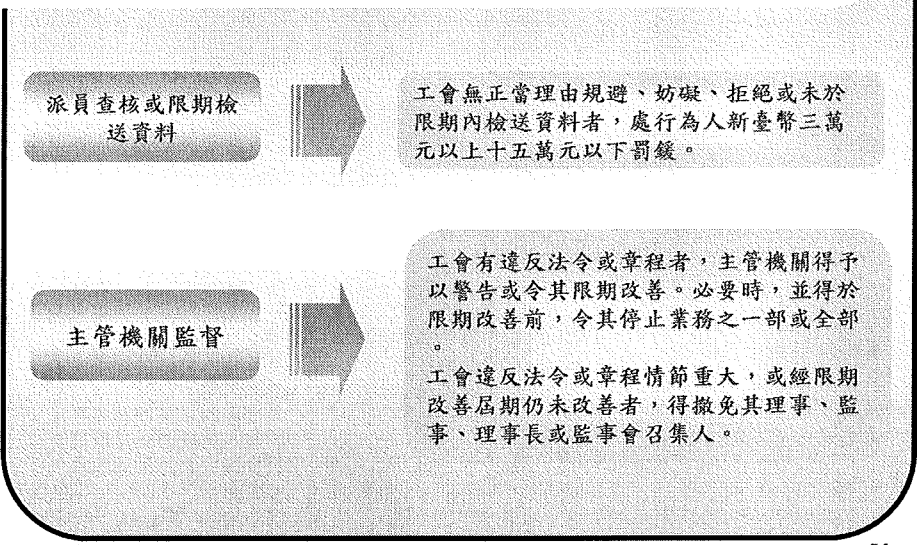 派員查核或限期檢
送資料
工會無正當理由規避、妨礙、拒絕或未於
限期內檢送資料者，處行為人新臺幣三萬
元以上十五萬元以下罰鍰。
主管機關監督
工會有違反法令或章程者，主管機關得予
以警告或令其限期改善。必要時，並得於
限期改善前，令其停止業務之一部或全部
。
工會違反法令或章程情節重大，或經限期
改善屆期仍未改善者，得撤免其理事、監
事、理事長或監事會召集人。